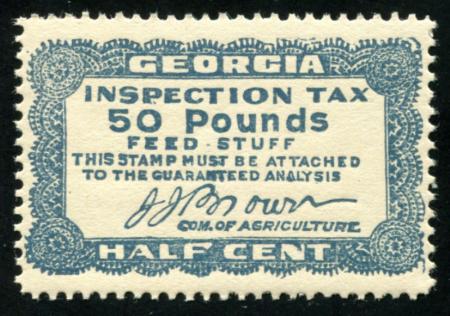 GEORGIA
INSPECTION TAX
50 Pounds
FEED-STUFF
THIS STAMP MUST BE ATTACHED
TO THE GUARANTEED ANALYSIS
J.J.Brown
COM. OF AGRICULTURE.
HALF CENT